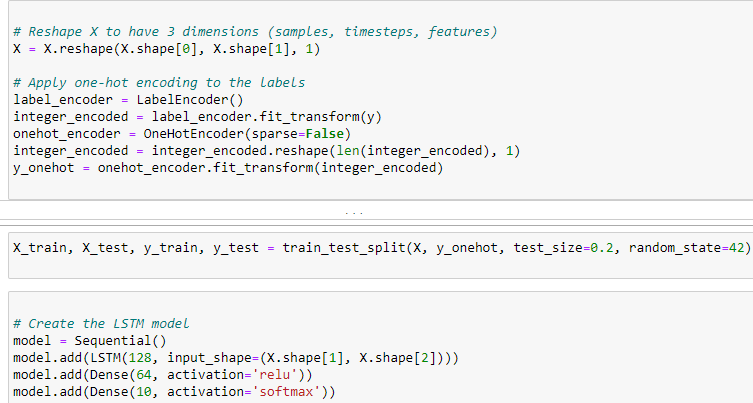 # Reshape X to have 3 dimensions (samples, timesteps, features)
X = X.reshape(X.shape[0], X.shape[1], 1)
# Apply one-hot encoding to the labels
label_encoder = LabelEncoder()
integer_encoded = label_encoder.fit_transform(y)
onehot_encoder = OneHotEncoder(sparse=False)
integer_encoded = integer_encoded.reshape(len(integer_encoded), 1)
y_onehot = onehot_encoder.fit_transform(integer_encoded)
...
X_train, X_test, y_train, y_test = train_test_split(X, y_onehot, test_size=0.2, random_state=42)
# Create the LSTM model
model = Sequential()
model.add(LSTM(128, input_shape=(X.shape[1], X.shape[2])))
model.add(Dense(64, activation='relu'))
model.add(Dense(10, activation='softmax'))